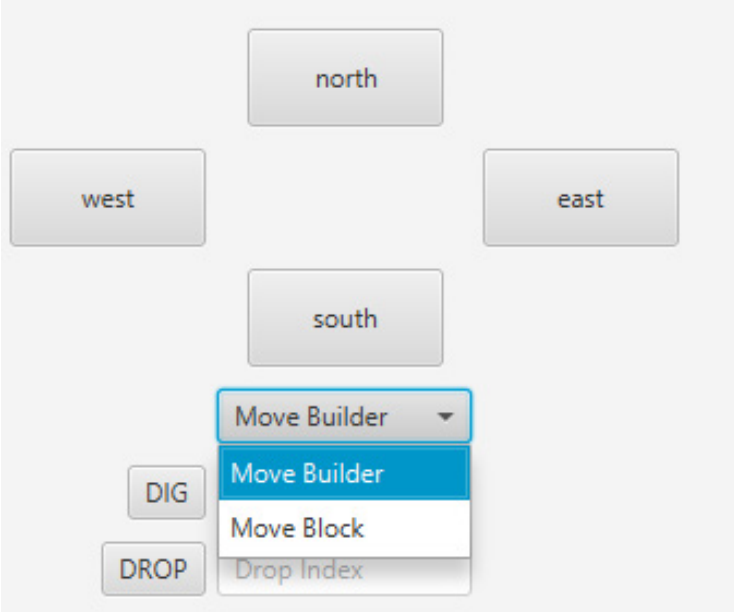 north
west
east
south
Move Builder
Move Builder
DIG
Move Block
DROP
Drop Index